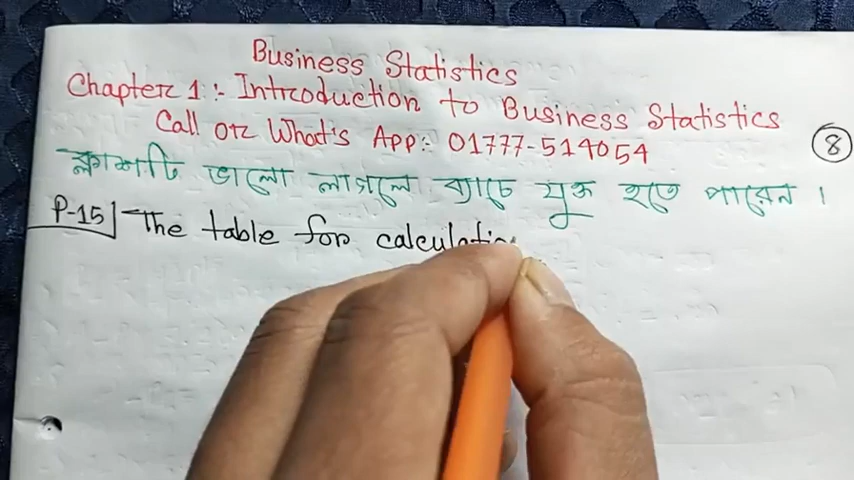 Business Statistics
Chapter 1:- Introduction to Business Statistics
Call or What's App:- 01777-514054
8
ক্লাশটি ভালো লাগলে ব্যাচে যুক্ত হতে পারেন।
P-15 The table for calculatio